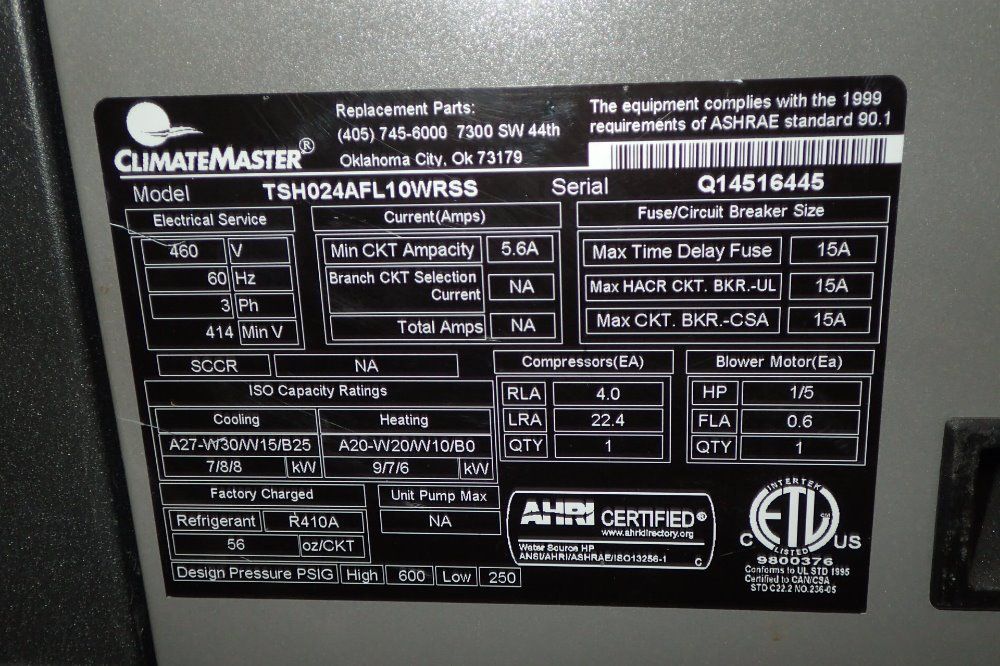 CLIMATEMASTER®
Replacement Parts:
(405) 745-6000 7300 SW 44th
Oklahoma City, Ok 73179
The equipment complies with the 1999
requirements of ASHRAE standard 90.1
Model TSH024AFL10WRSS Serial Q14516445
Electrical Service
460 V
60 Hz
3 Ph
414 Min V
Current(Amps)
Min CKT Ampacity 5.6A
Branch CKT Selection
Current NA
Total Amps NA
Fuse/Circuit Breaker Size
Max Time Delay Fuse 15A
Max HACR CKT. BKR.-UL 15A
Max CKT. BKR.-CSA 15A
SCCR NA
ISO Capacity Ratings
Cooling Heating
A27-W30/W15/B25 A20-W20/W10/B0
7/8/8 kW 9/7/6 kW
Compressors(EA)
RLA 4.0
LRA 22.4
QTY 1
Blower Motor(Ea)
HP 1/5
FLA 0.6
QTY 1
Factory Charged
Refrigerant R410A
56 oz/CKT
Unit Pump Max
NA
Design Pressure PSIG High 600 Low 250
AHRI CERTIFIED®
www.ahridirectory.org
Water Source HP
ANSI/AHRI/ASHRAE/ISO13256-1
C
INTERTEK
ETL
SM
LISTED
C US
9800376
Conforms to UL STD 1995
Certified to CAN/CSA
STD C22.2 NO.236-05